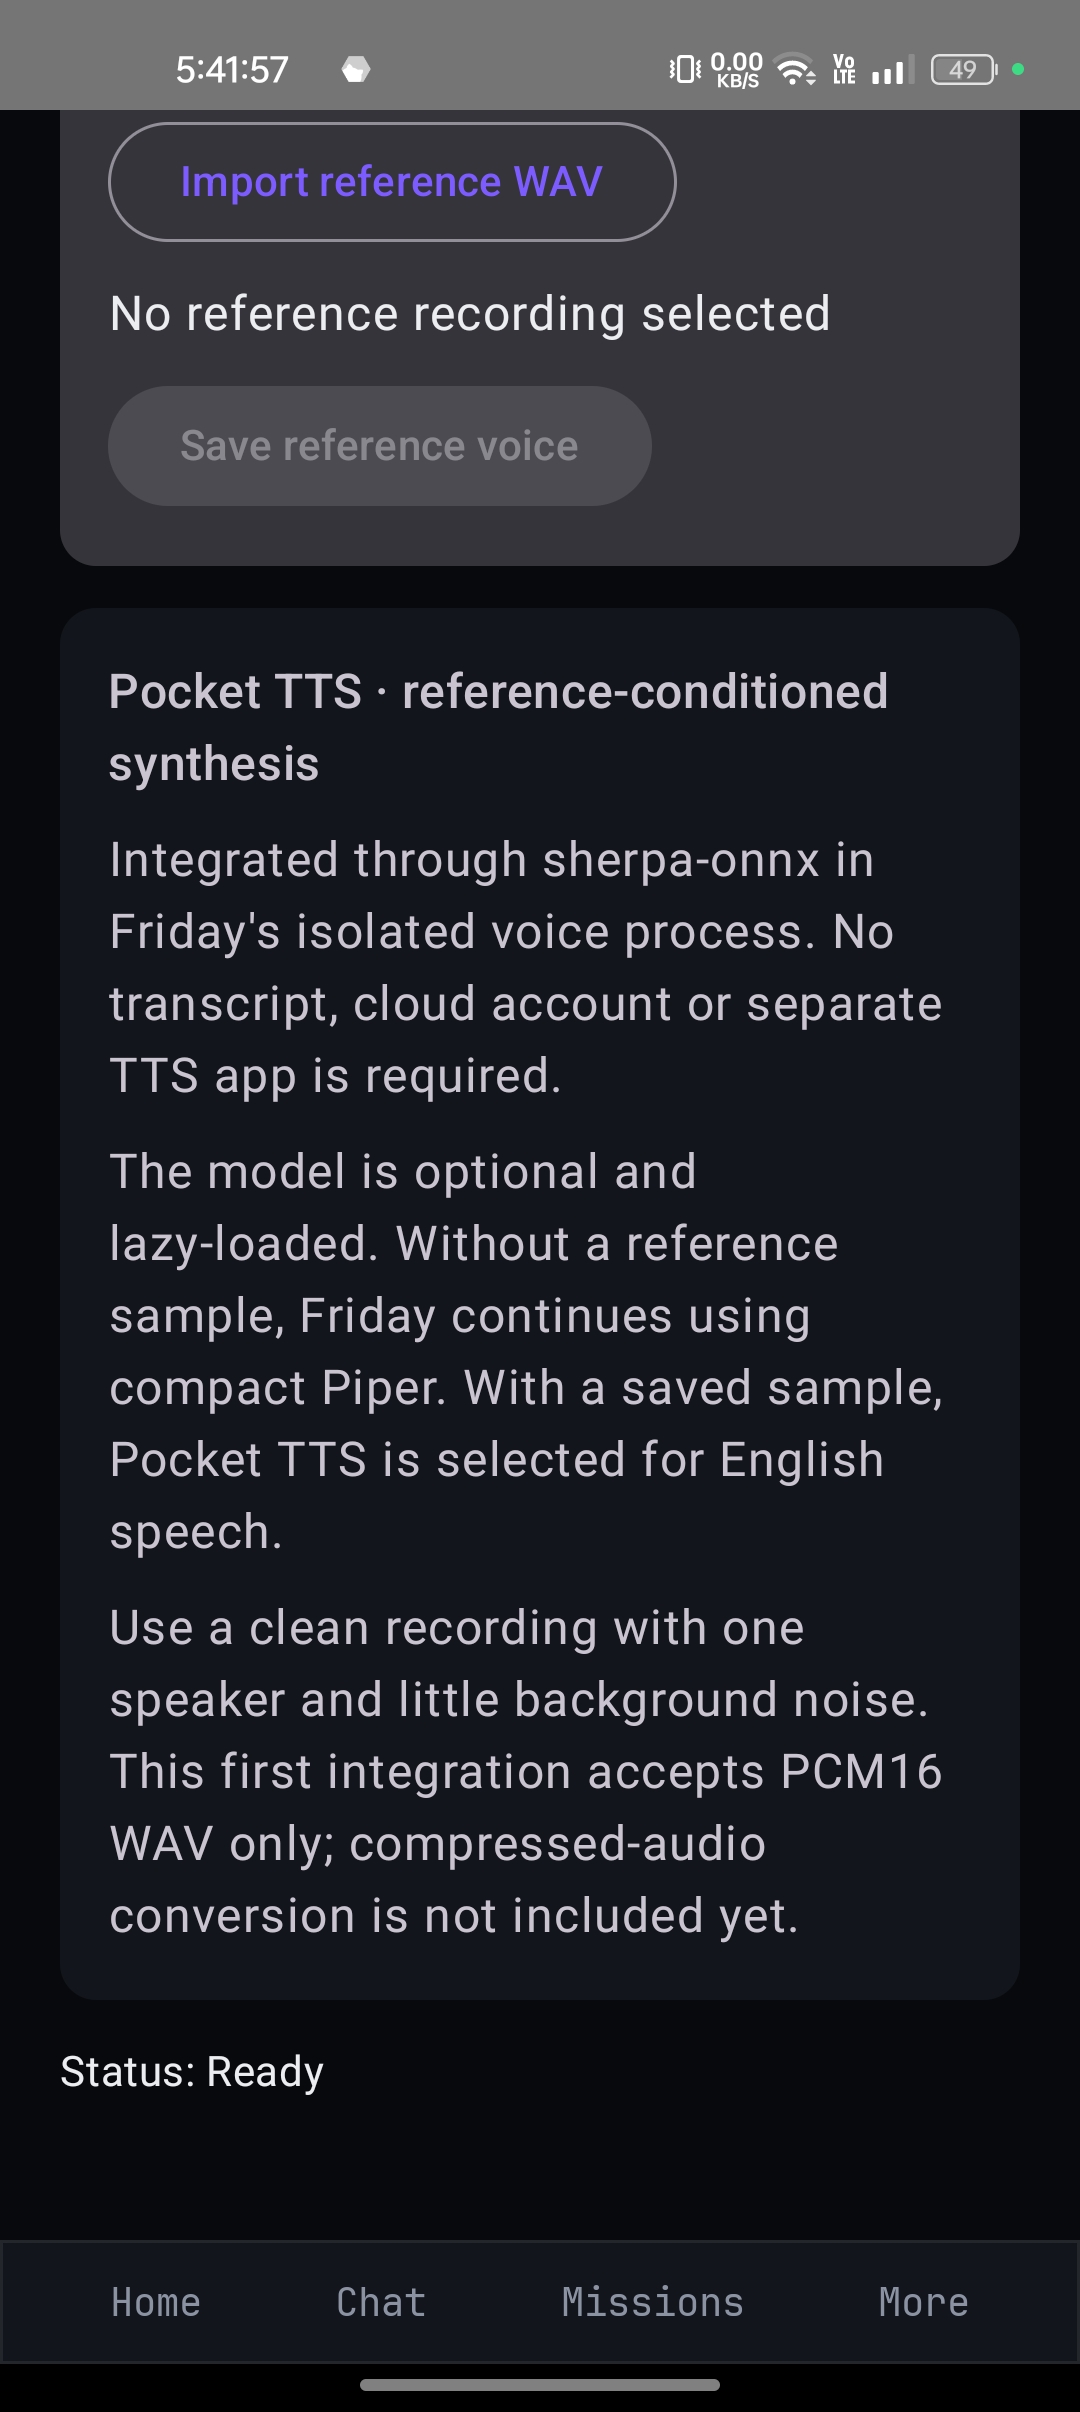 5:41:57
0.00
KB/S
Vo
LTE
49
Import reference WAV
No reference recording selected
Save reference voice
Pocket TTS · reference-conditioned
synthesis
Integrated through sherpa-onnx in
Friday's isolated voice process. No
transcript, cloud account or separate
TTS app is required.
The model is optional and
lazy-loaded. Without a reference
sample, Friday continues using
compact Piper. With a saved sample,
Pocket TTS is selected for English
speech.
Use a clean recording with one
speaker and little background noise.
This first integration accepts PCM16
WAV only; compressed-audio
conversion is not included yet.
Status: Ready
Home Chat Missions More